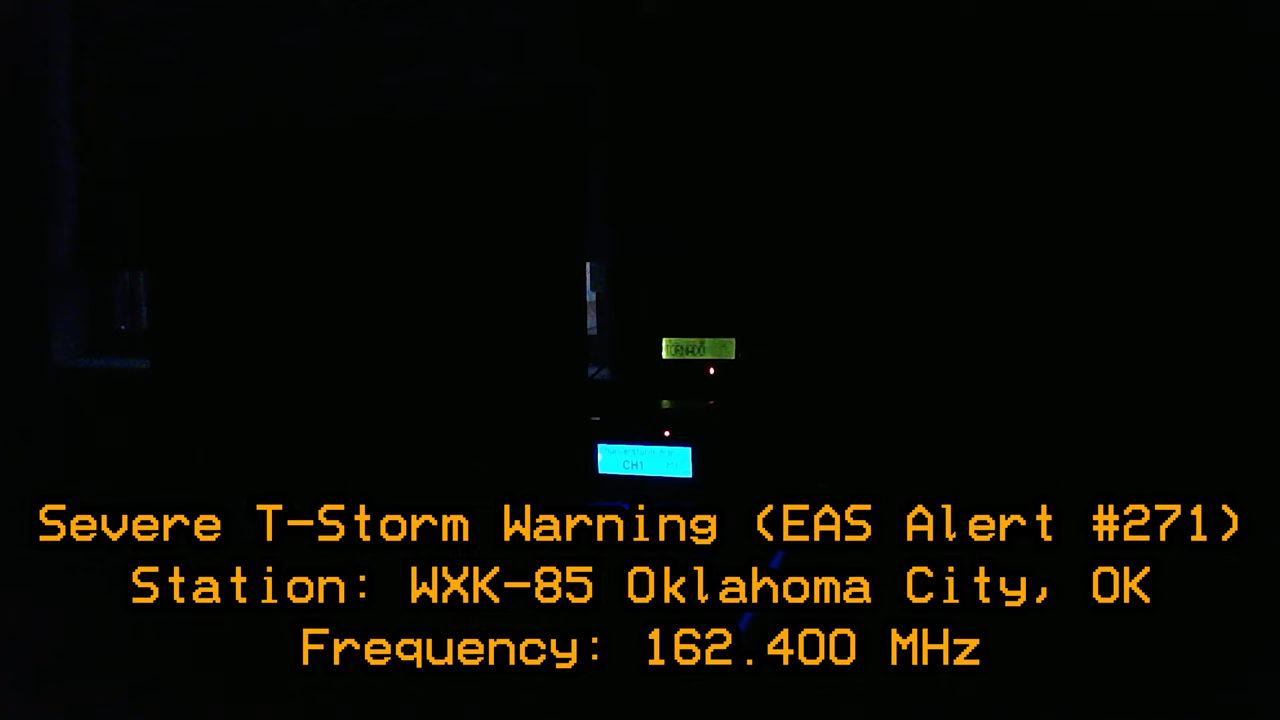 TORNADO
CH1
Severe T-Storm Warning (EAS Alert #271)
Station: WXK-85 Oklahoma City, OK
Frequency: 162.400 MHz